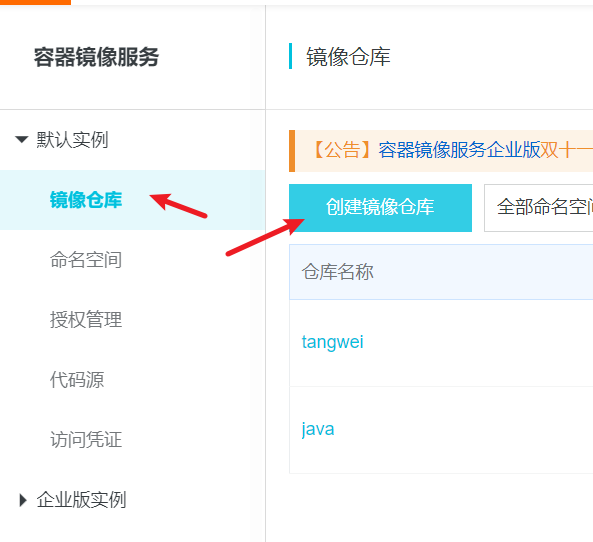 容器镜像服务
镜像仓库
默认实例
【公告】容器镜像服务企业版双十一
镜像仓库
创建镜像仓库
全部命名空
命名空间
仓库名称
授权管理
tangwei
代码源
java
访问凭证
企业版实例